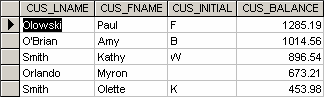 CUS_LNAME CUS_FNAME CUS_INITIAL CUS_BALANCE
Olowski Paul F 1285.19
O'Brian Amy B 1014.56
Smith Kathy W 896.54
Orlando Myron 673.21
Smith Olette K 453.98